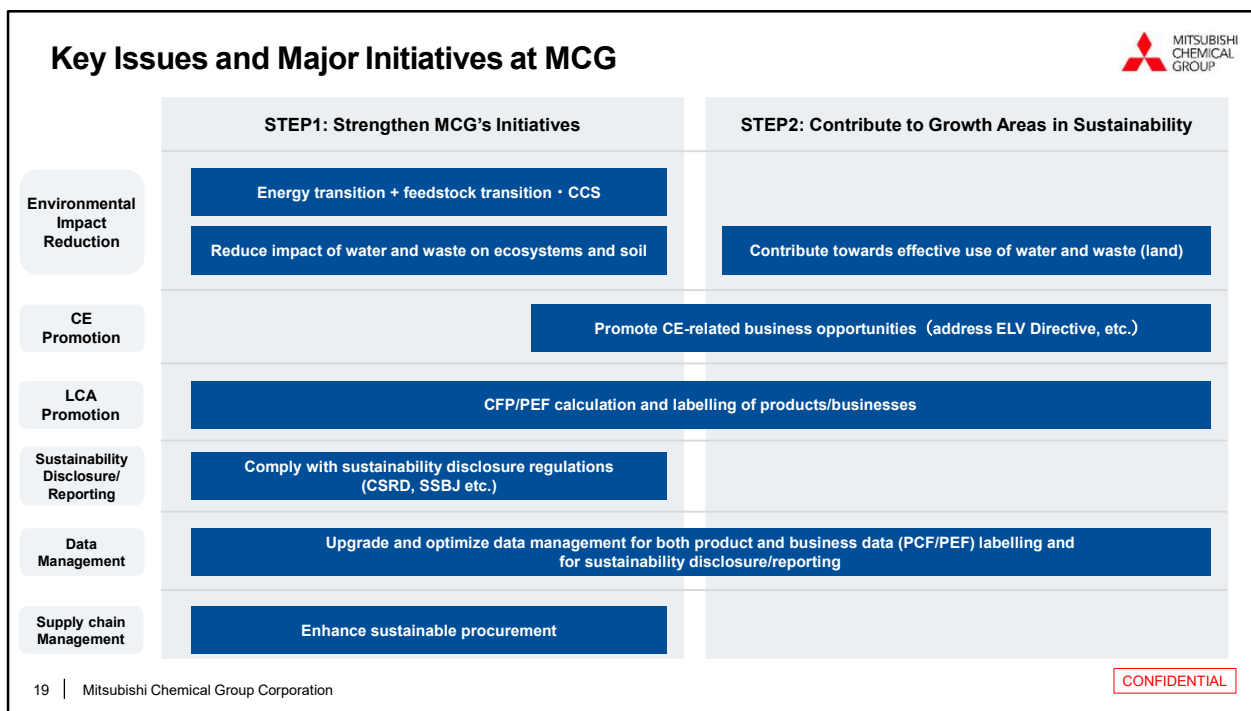 Key Issues and Major Initiatives at MCG
MITSUBISHI
CHEMICAL
GROUP
STEP1: Strengthen MCG's Initiatives
STEP2: Contribute to Growth Areas in Sustainability
Environmental
Impact
Reduction
Energy transition + feedstock transition・CCS
Reduce impact of water and waste on ecosystems and soil
Contribute towards effective use of water and waste (land)
CE
Promotion
Promote CE-related business opportunities（address ELV Directive, etc.）
LCA
Promotion
CFP/PEF calculation and labelling of products/businesses
Sustainability
Disclosure/
Reporting
Comply with sustainability disclosure regulations
(CSRD, SSBJ etc.)
Data
Management
Upgrade and optimize data management for both product and business data (PCF/PEF) labelling and
for sustainability disclosure/reporting
Supply chain
Management
Enhance sustainable procurement
19 | Mitsubishi Chemical Group Corporation
CONFIDENTIAL